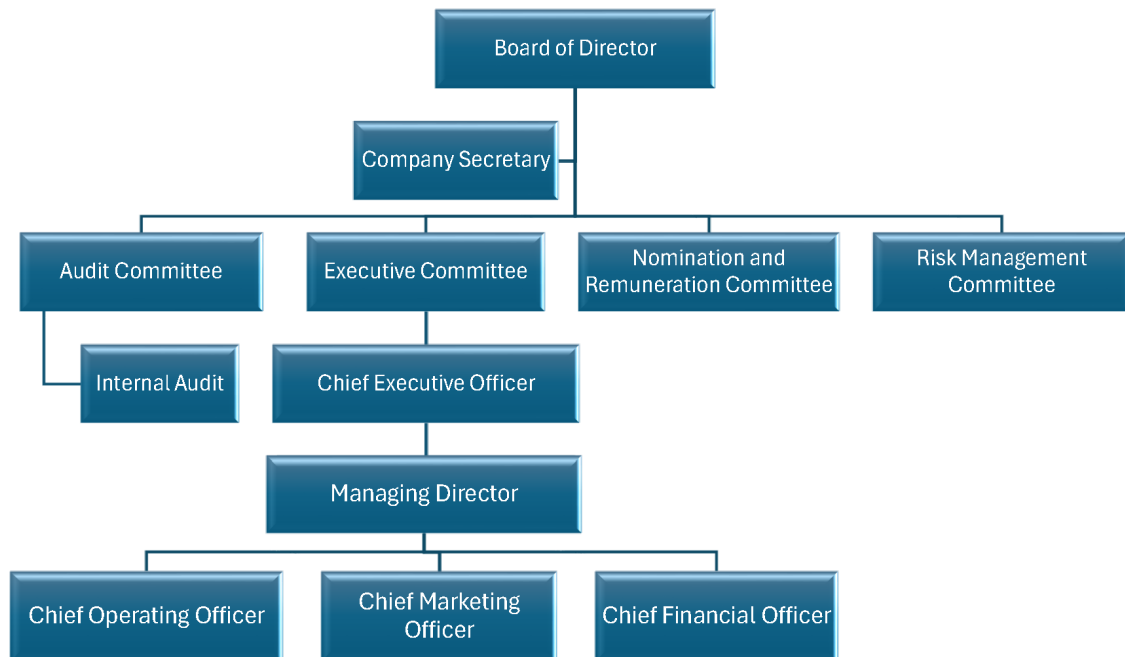 Board of Director
Company Secretary
Audit Committee
Executive Committee
Nomination and
Remuneration Committee
Risk Management
Committee
Internal Audit
Chief Executive Officer
Managing Director
Chief Operating Officer
Chief Marketing
Officer
Chief Financial Officer